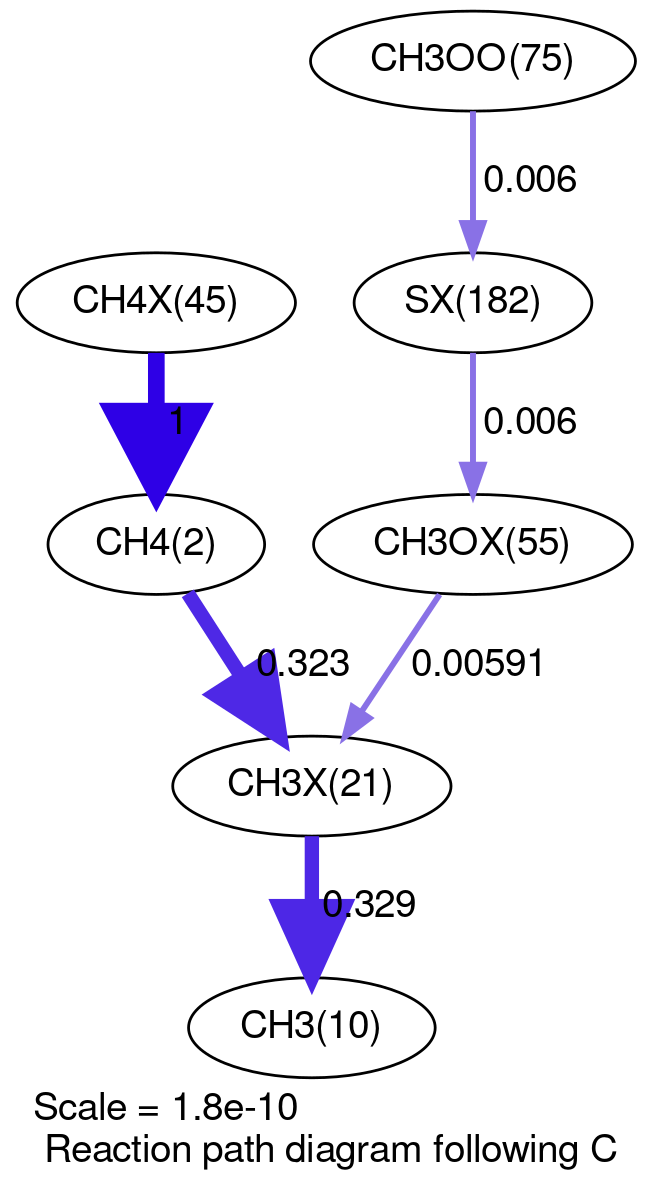 CH3OO(75)
0.006
CH4X(45)
SX(182)
1
0.006
CH4(2)
CH3OX(55)
0.323
0.00591
CH3X(21)
0.329
CH3(10)
Scale = 1.8e-10
Reaction path diagram following C